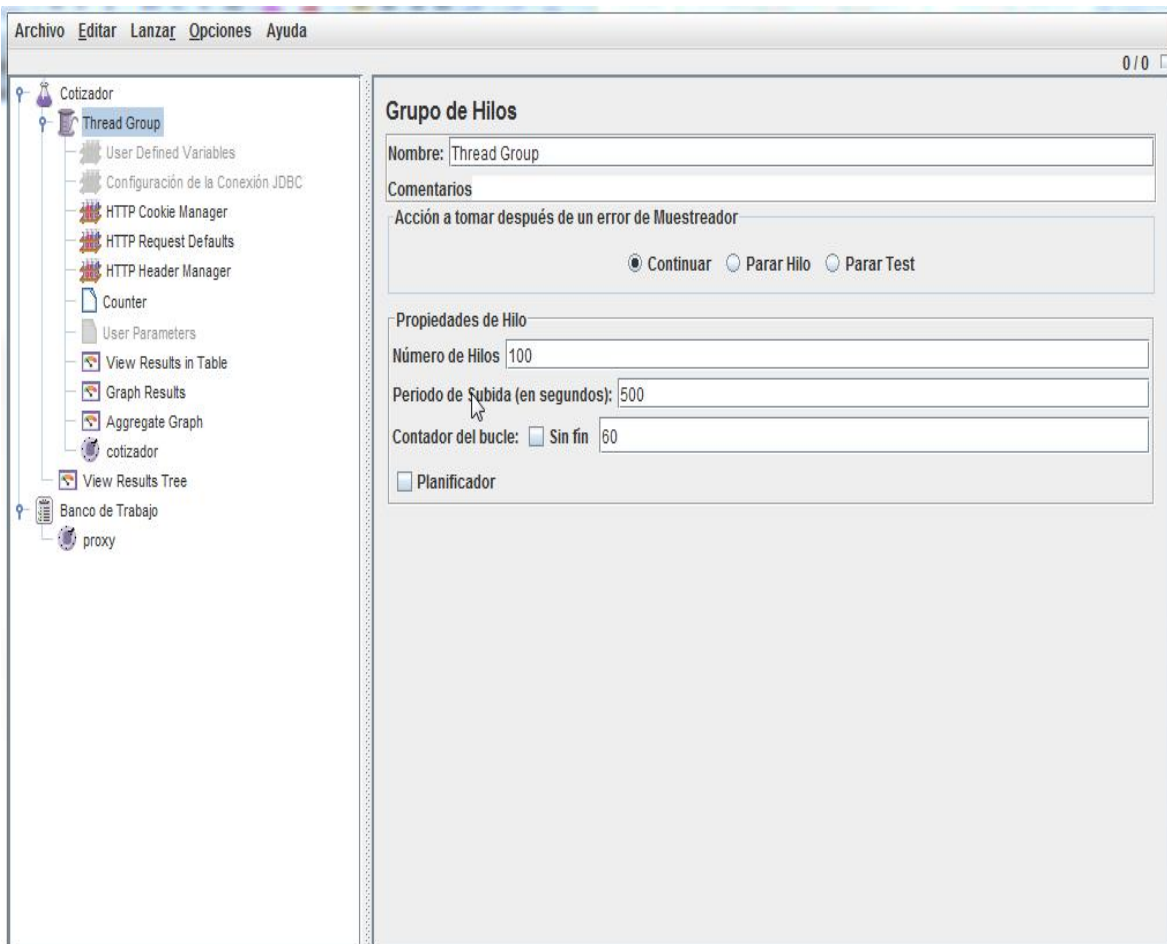 Archivo Editar Lanzar Opciones Ayuda
0 / 0
Cotizador
Thread Group
User Defined Variables
Configuración de la Conexión JDBC
HTTP Cookie Manager
HTTP Request Defaults
HTTP Header Manager
Counter
User Parameters
View Results in Table
Graph Results
Aggregate Graph
cotizador
View Results Tree
Banco de Trabajo
proxy
Grupo de Hilos
Nombre: Thread Group
Comentarios
Acción a tomar después de un error de Muestreador
Continuar Parar Hilo Parar Test
Propiedades de Hilo
Número de Hilos 100
Periodo de Subida (en segundos): 500
Contador del bucle: Sin fin 60
Planificador